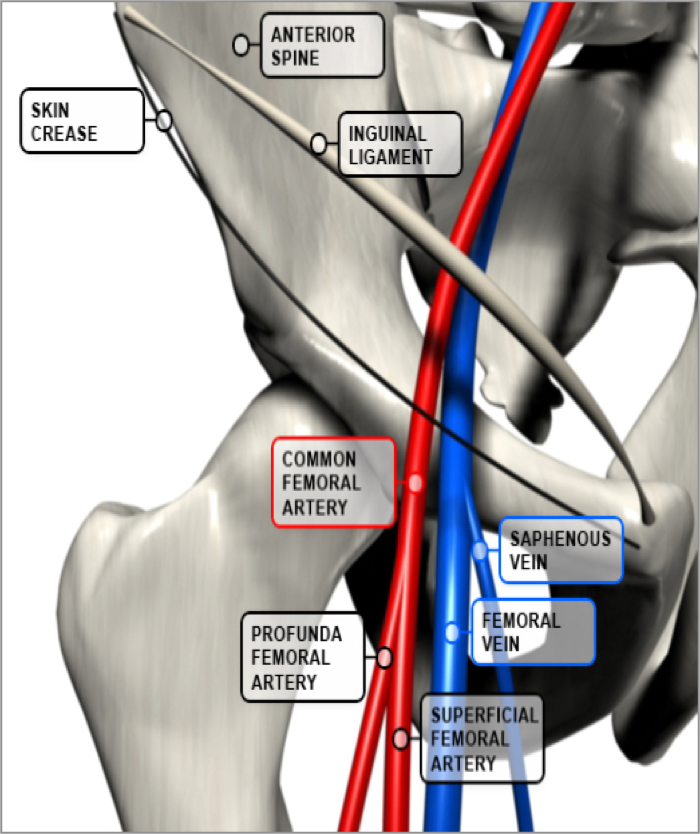 ANTERIOR
SPINE
SKIN
CREASE
INGUINAL
LIGAMENT
COMMON
FEMORAL
ARTERY
SAPHENOUS
VEIN
FEMORAL
VEIN
PROFUNDA
FEMORAL
ARTERY
SUPERFICIAL
FEMORAL
ARTERY